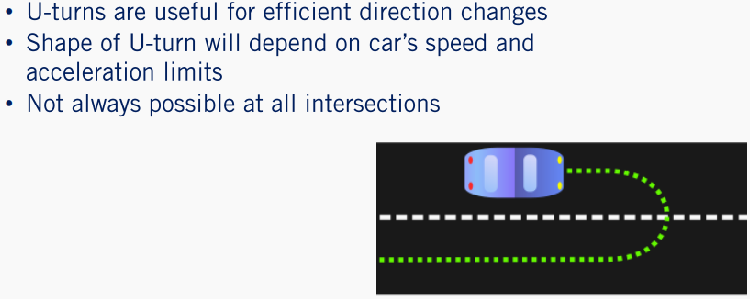 • U-turns are useful for efficient direction changes
• Shape of U-turn will depend on car's speed and
acceleration limits
• Not always possible at all intersections